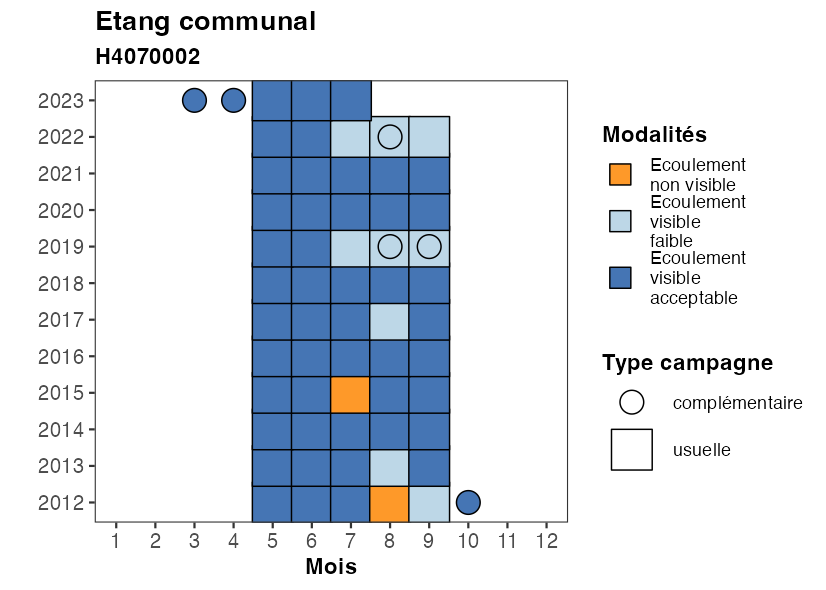 Etang communal
H4070002
2023
2022
2021
2020
2019
2018
2017
2016
2015
2014
2013
2012
1 2 3 4 5 6 7 8 9 10 11 12
Mois
Modalités
Ecoulement
non visible
Ecoulement
visible
faible
Ecoulement
visible
acceptable
Type campagne
complémentaire
usuelle